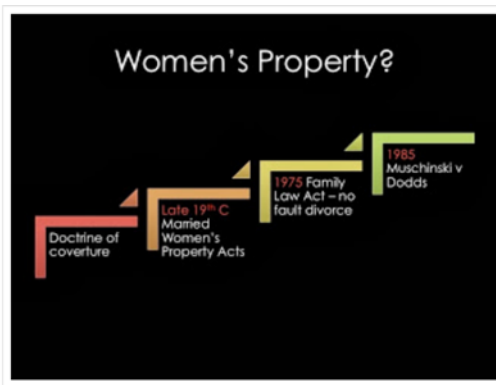 Women's Property?
Doctrine of
coverture
Late 19th C
Married
Women's
Property Acts
1975 Family
Law Act – no
fault divorce
1985
Muschinski v
Dodds